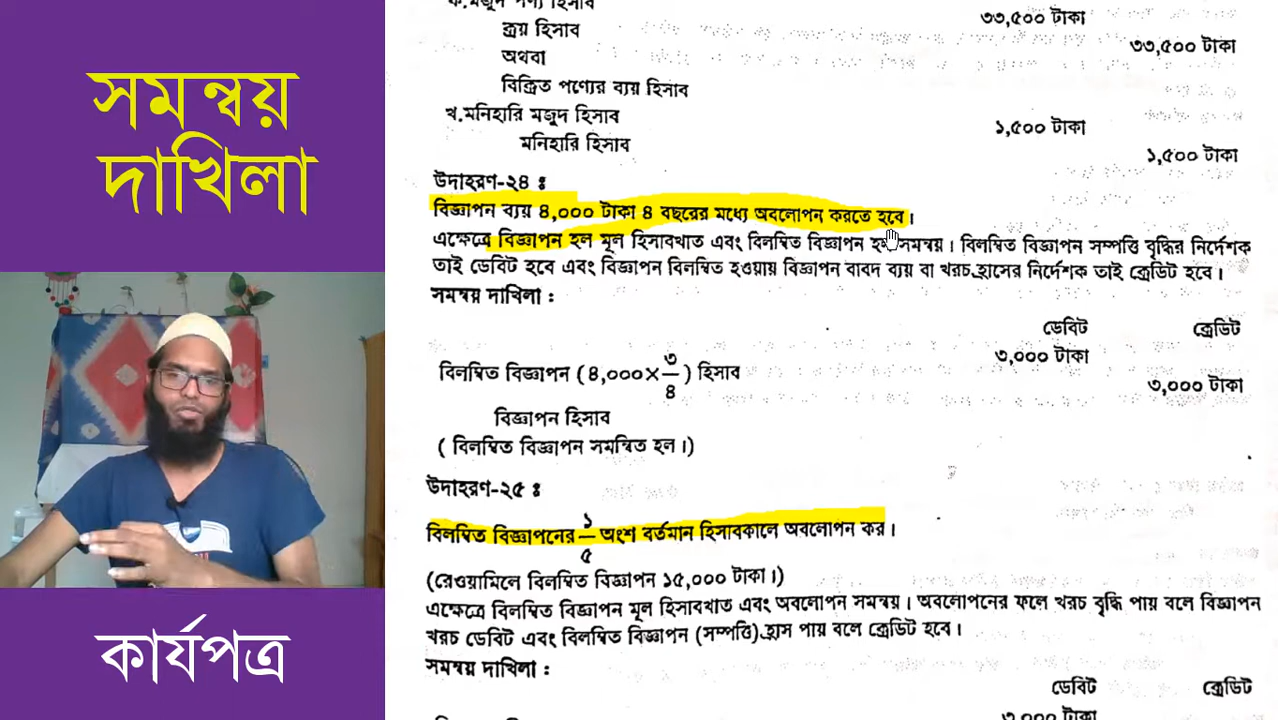 সমন্বয়
দাখিলা
কার্যপত্র
ক.মজুদ পণ্য হিসাব
৩৩,৫০০ টাকা
ক্রয় হিসাব
৩৩,৫০০ টাকা
অথবা
বিক্রিত পণ্যের ব্যয় হিসাব
খ.মনিহারি মজুদ হিসাব
১,৫০০ টাকা
মনিহারি হিসাব
১,৫০০ টাকা
উদাহরণ-২৪ ঃ
বিজ্ঞাপন ব্যয় ৪,০০০ টাকা ৪ বছরের মধ্যে অবলোপন করতে হবে।
এক্ষেত্রে বিজ্ঞাপন হল মূল হিসাবখাত এবং বিলম্বিত বিজ্ঞাপন হল সমন্বয়। বিলম্বিত বিজ্ঞাপন সম্পত্তি বৃদ্ধির নির্দেশক
তাই ডেবিট হবে এবং বিজ্ঞাপন বিলম্বিত হওয়ায় বিজ্ঞাপন বাবদ ব্যয় বা খরচ হ্রাসের নির্দেশক তাই ক্রেডিট হবে।
সমন্বয় দাখিলা :
ডেবিট ক্রেডিট
বিলম্বিত বিজ্ঞাপন (৪,০০০×৩/৪) হিসাব
৩,০০০ টাকা
বিজ্ঞাপন হিসাব
৩,০০০ টাকা
( বিলম্বিত বিজ্ঞাপন সমন্বিত হল।)
উদাহরণ-২৫ ঃ
বিলম্বিত বিজ্ঞাপনের ১/৫ অংশ বর্তমান হিসাবকালে অবলোপন কর।
(রেওয়ামিলে বিলম্বিত বিজ্ঞাপন ১৫,০০০ টাকা।)
এক্ষেত্রে বিলম্বিত বিজ্ঞাপন মূল হিসাবখাত এবং অবলোপন সমন্বয়। অবলোপনের ফলে খরচ বৃদ্ধি পায় বলে বিজ্ঞাপন
খরচ ডেবিট এবং বিলম্বিত বিজ্ঞাপন (সম্পত্তি) হ্রাস পায় বলে ক্রেডিট হবে।
সমন্বয় দাখিলা :
ডেবিট ক্রেডিট
৩,০০০ টাকা